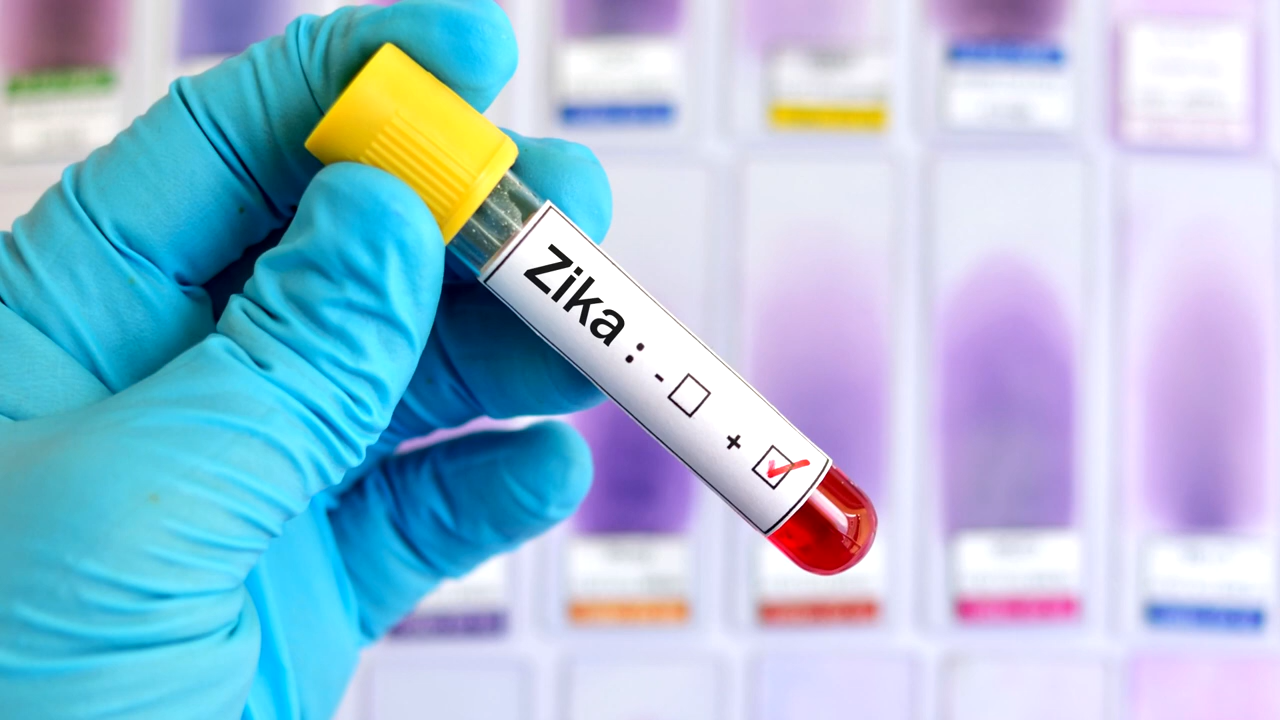 Zika :
- ☐
+ ☑